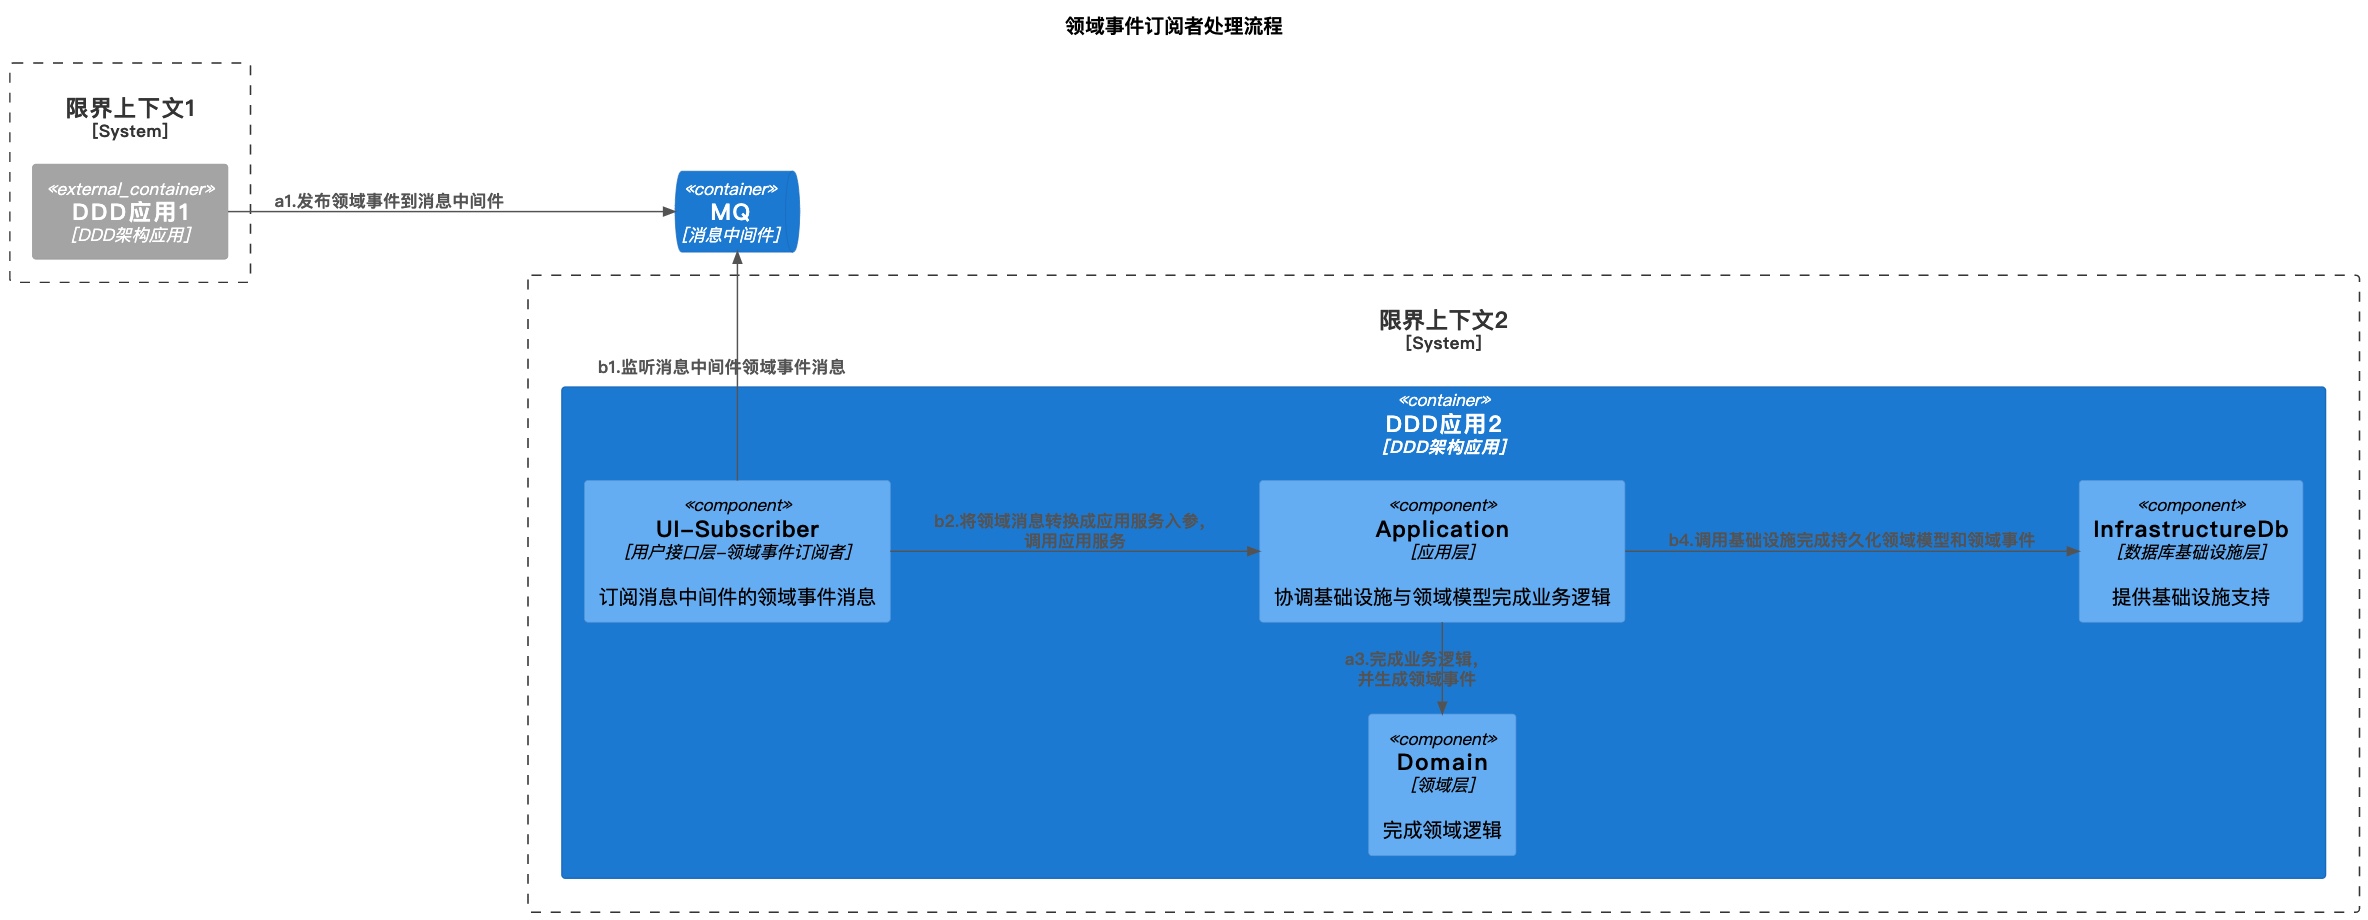 领域事件订阅者处理流程
限界上下文1
[System]
«external_container»
DDD应用1
[DDD架构应用]
a1.发布领域事件到消息中间件
«container»
MQ
[消息中间件]
限界上下文2
[System]
b1.监听消息中间件领域事件消息
«container»
DDD应用2
[DDD架构应用]
«component»
UI-Subscriber
[用户接口层-领域事件订阅者]
订阅消息中间件的领域事件消息
b2.将领域消息转换成应用服务入参，
调用应用服务
«component»
Application
[应用层]
协调基础设施与领域模型完成业务逻辑
b4.调用基础设施完成持久化领域模型和领域事件
«component»
InfrastructureDb
[数据库基础设施层]
提供基础设施支持
a3.完成业务逻辑，
并生成领域事件
«component»
Domain
[领域层]
完成领域逻辑